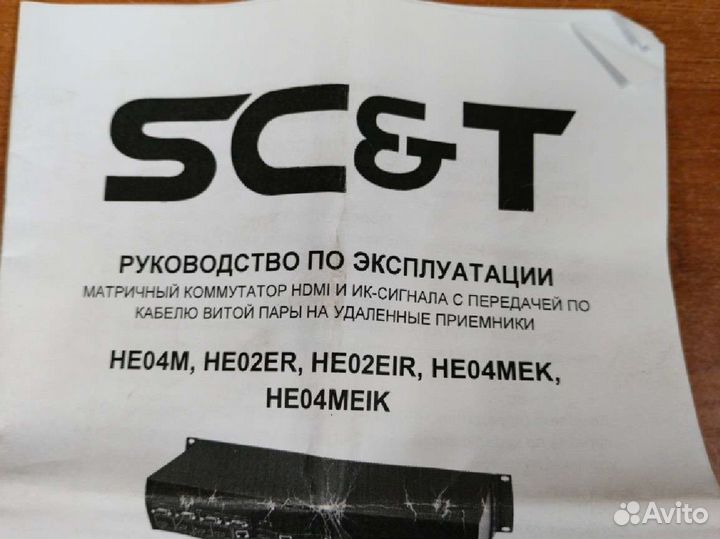 SC&T
РУКОВОДСТВО ПО ЭКСПЛУАТАЦИИ
МАТРИЧНЫЙ КОММУТАТОР HDMI И ИК-СИГНАЛА С ПЕРЕДАЧЕЙ ПО
КАБЕЛЮ ВИТОЙ ПАРЫ НА УДАЛЕННЫЕ ПРИЕМНИКИ
HE04M, HE02ER, HE02EIR, HE04MEK,
HE04MEIK
Avito